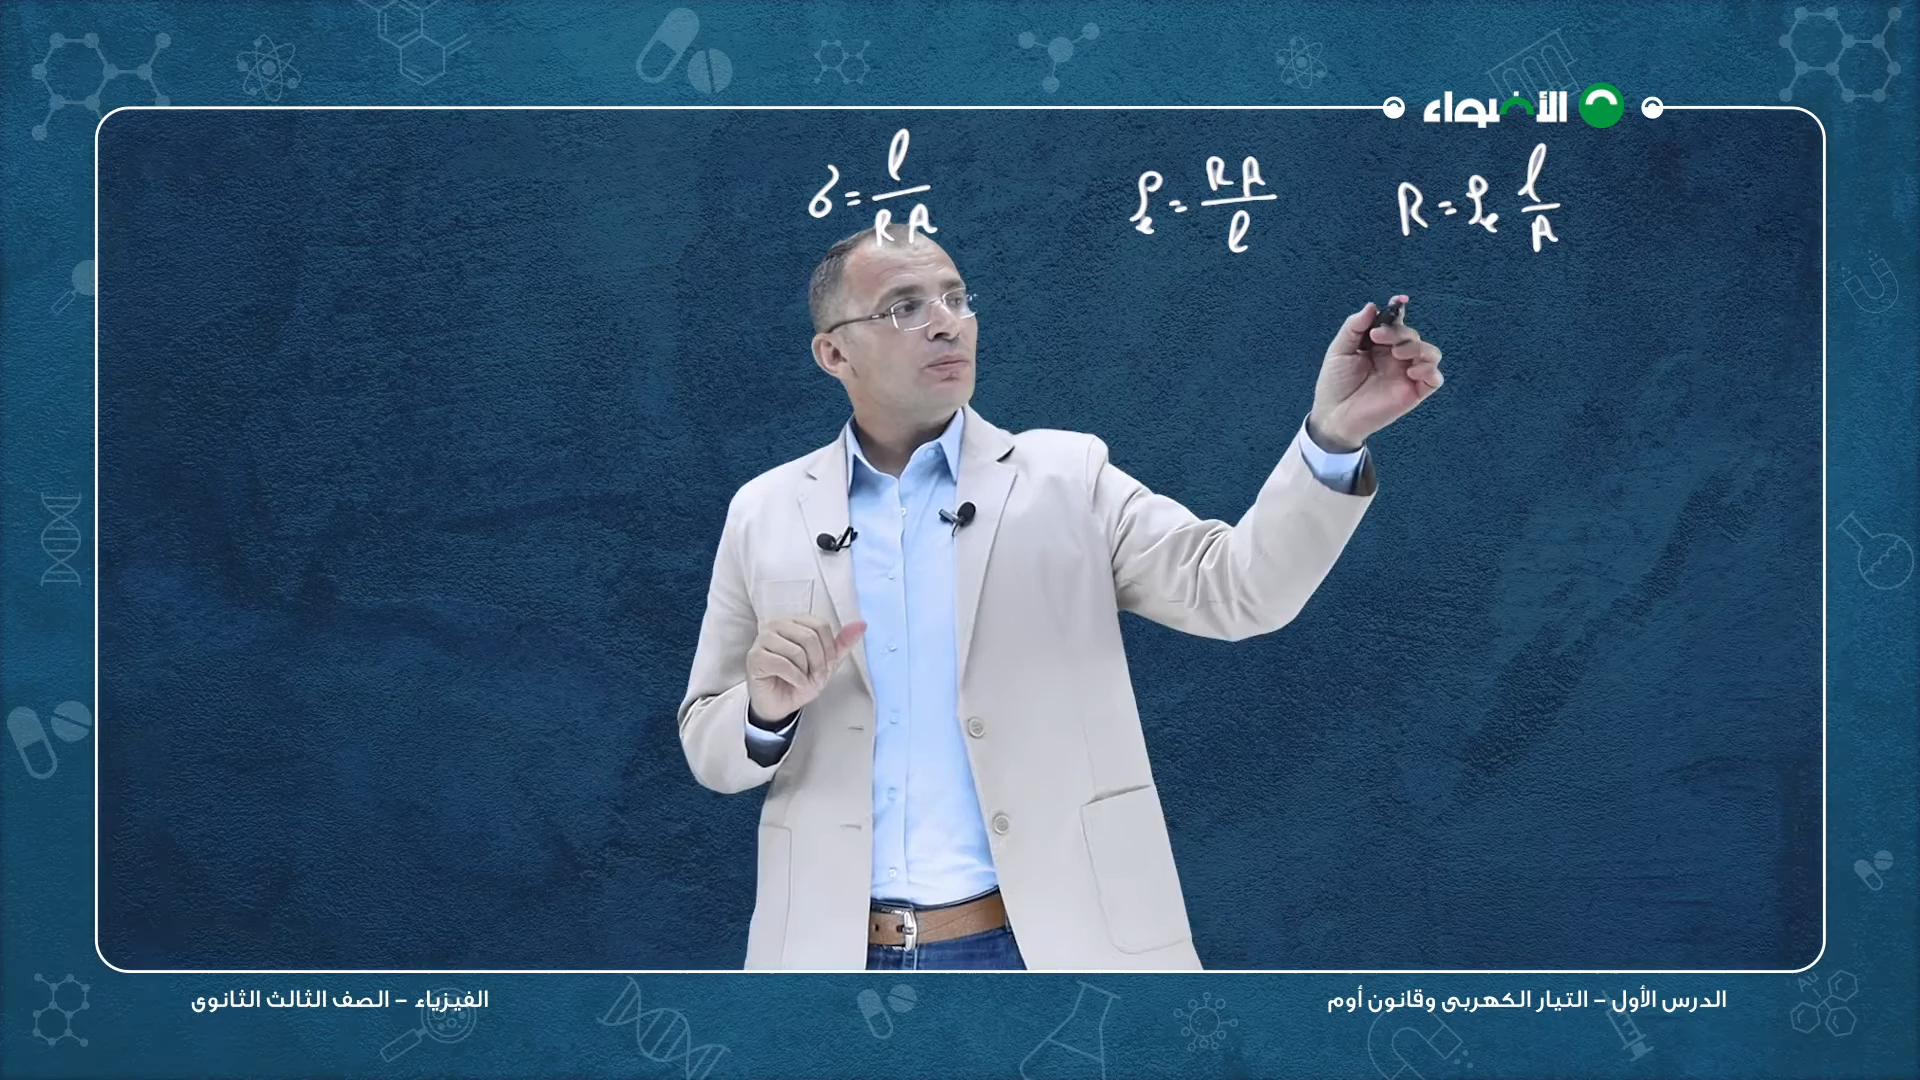 الأضواء
R = ρₑ l/A
ρₑ = RA/l
σ = l/RA
الدرس الأول – التيار الكهربى وقانون أوم
الفيزياء – الصف الثالث الثانوى